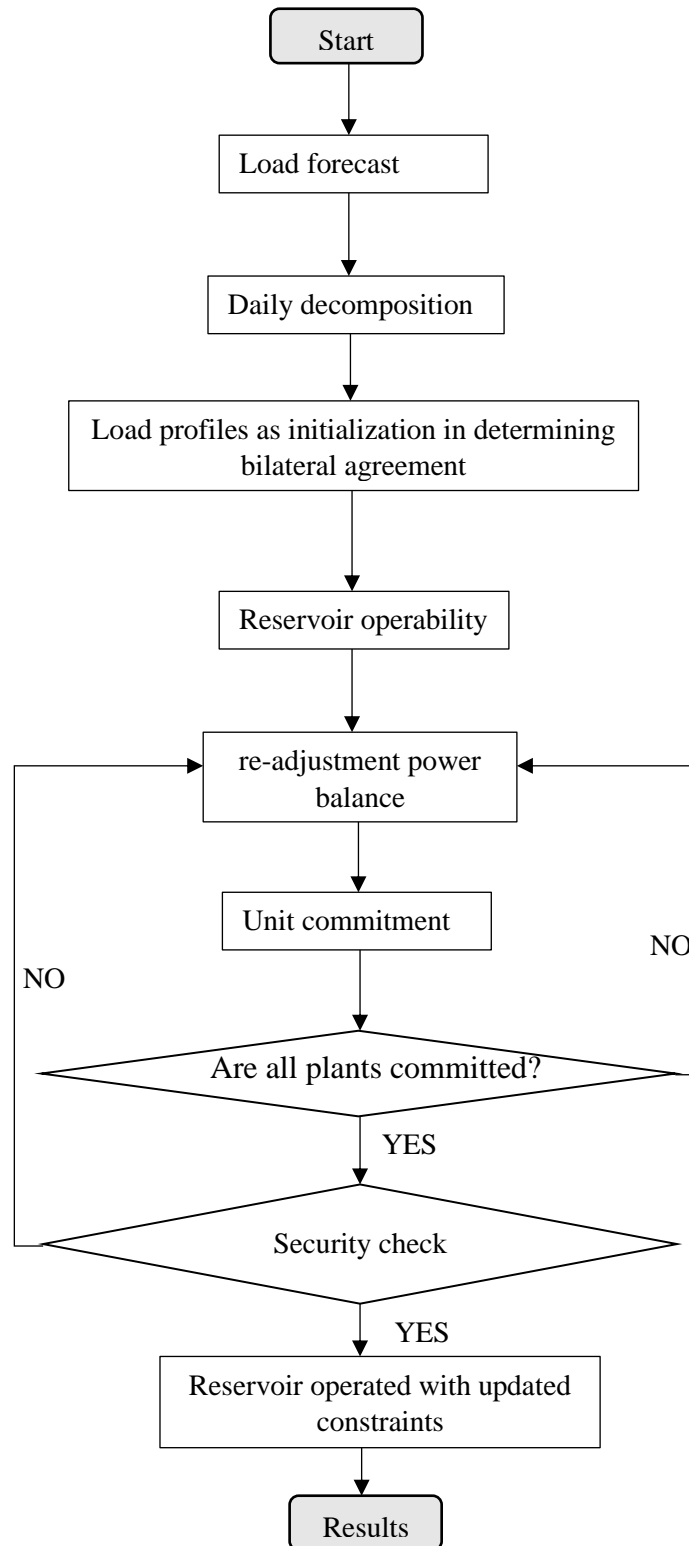 Start
Load forecast
Daily decomposition
Load profiles as initialization in determining
bilateral agreement
Reservoir operability
re-adjustment power
balance
Unit commitment
NO
NO
Are all plants committed?
YES
Security check
YES
Reservoir operated with updated
constraints
Results